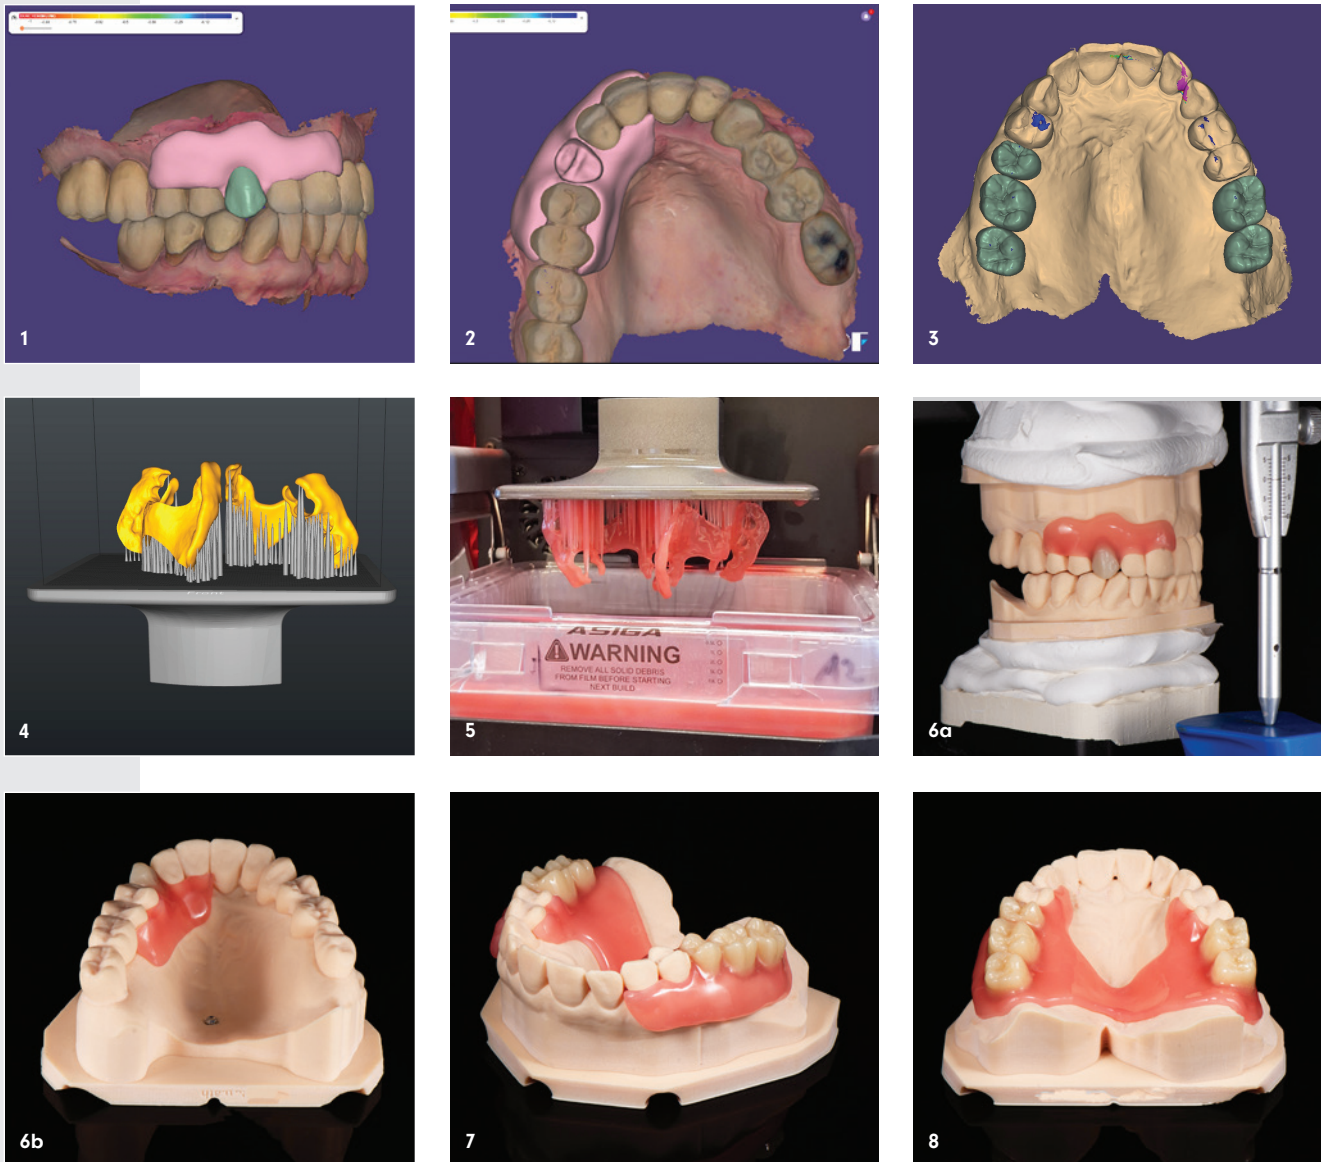 1
2
3
4
Front
5
ASIGA
WARNING
REMOVE ALL SOLID DEBRIS
FROM FILM BEFORE STARTING
NEXT BUILD
6a
6b
7
8